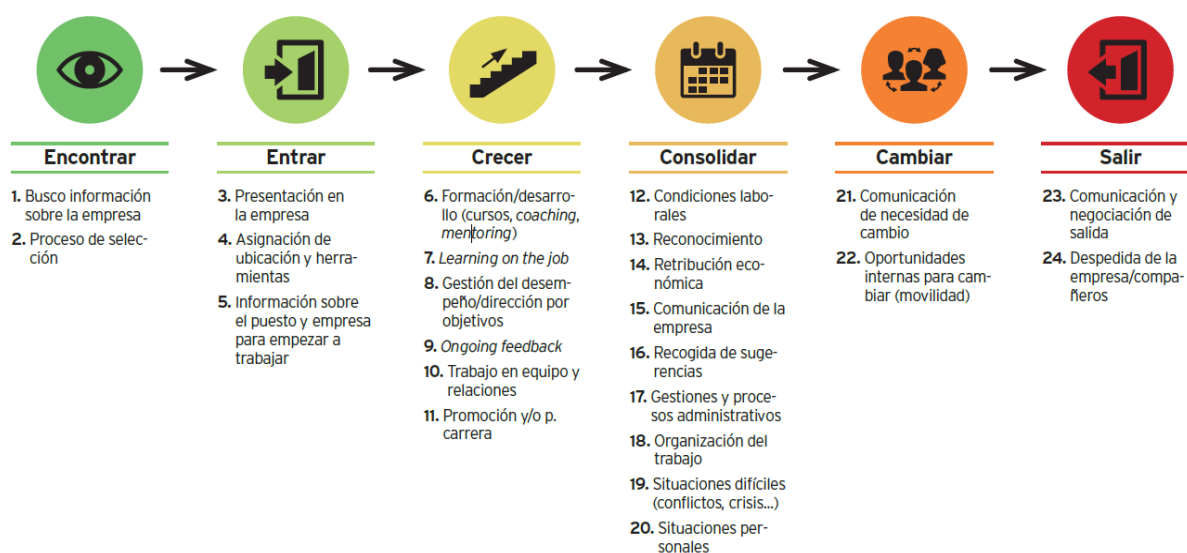 Encontrar
1. Busco información
sobre la empresa
2. Proceso de selec-
ción
Entrar
3. Presentación en
la empresa
4. Asignación de
ubicación y herra-
mientas
5. Información sobre
el puesto y empresa
para empezar a
trabajar
Crecer
6. Formación/desarro-
llo (cursos, coaching,
mentoring)
7. Learning on the job
8. Gestión del desem-
peño/dirección por
objetivos
9. Ongoing feedback
10. Trabajo en equipo y
relaciones
11. Promoción y/o p.
carrera
Consolidar
12. Condiciones labo-
rales
13. Reconocimiento
14. Retribución eco-
nómica
15. Comunicación de la
empresa
16. Recogida de suge-
rencias
17. Gestiones y proce-
sos administrativos
18. Organización del
trabajo
19. Situaciones difíciles
(conflictos, crisis...)
20. Situaciones per-
sonales
Cambiar
21. Comunicación
de necesidad de
cambio
22. Oportunidades
internas para cam-
biar (movilidad)
Salir
23. Comunicación y
negociación de
salida
24. Despedida de la
empresa/compa-
ñeros